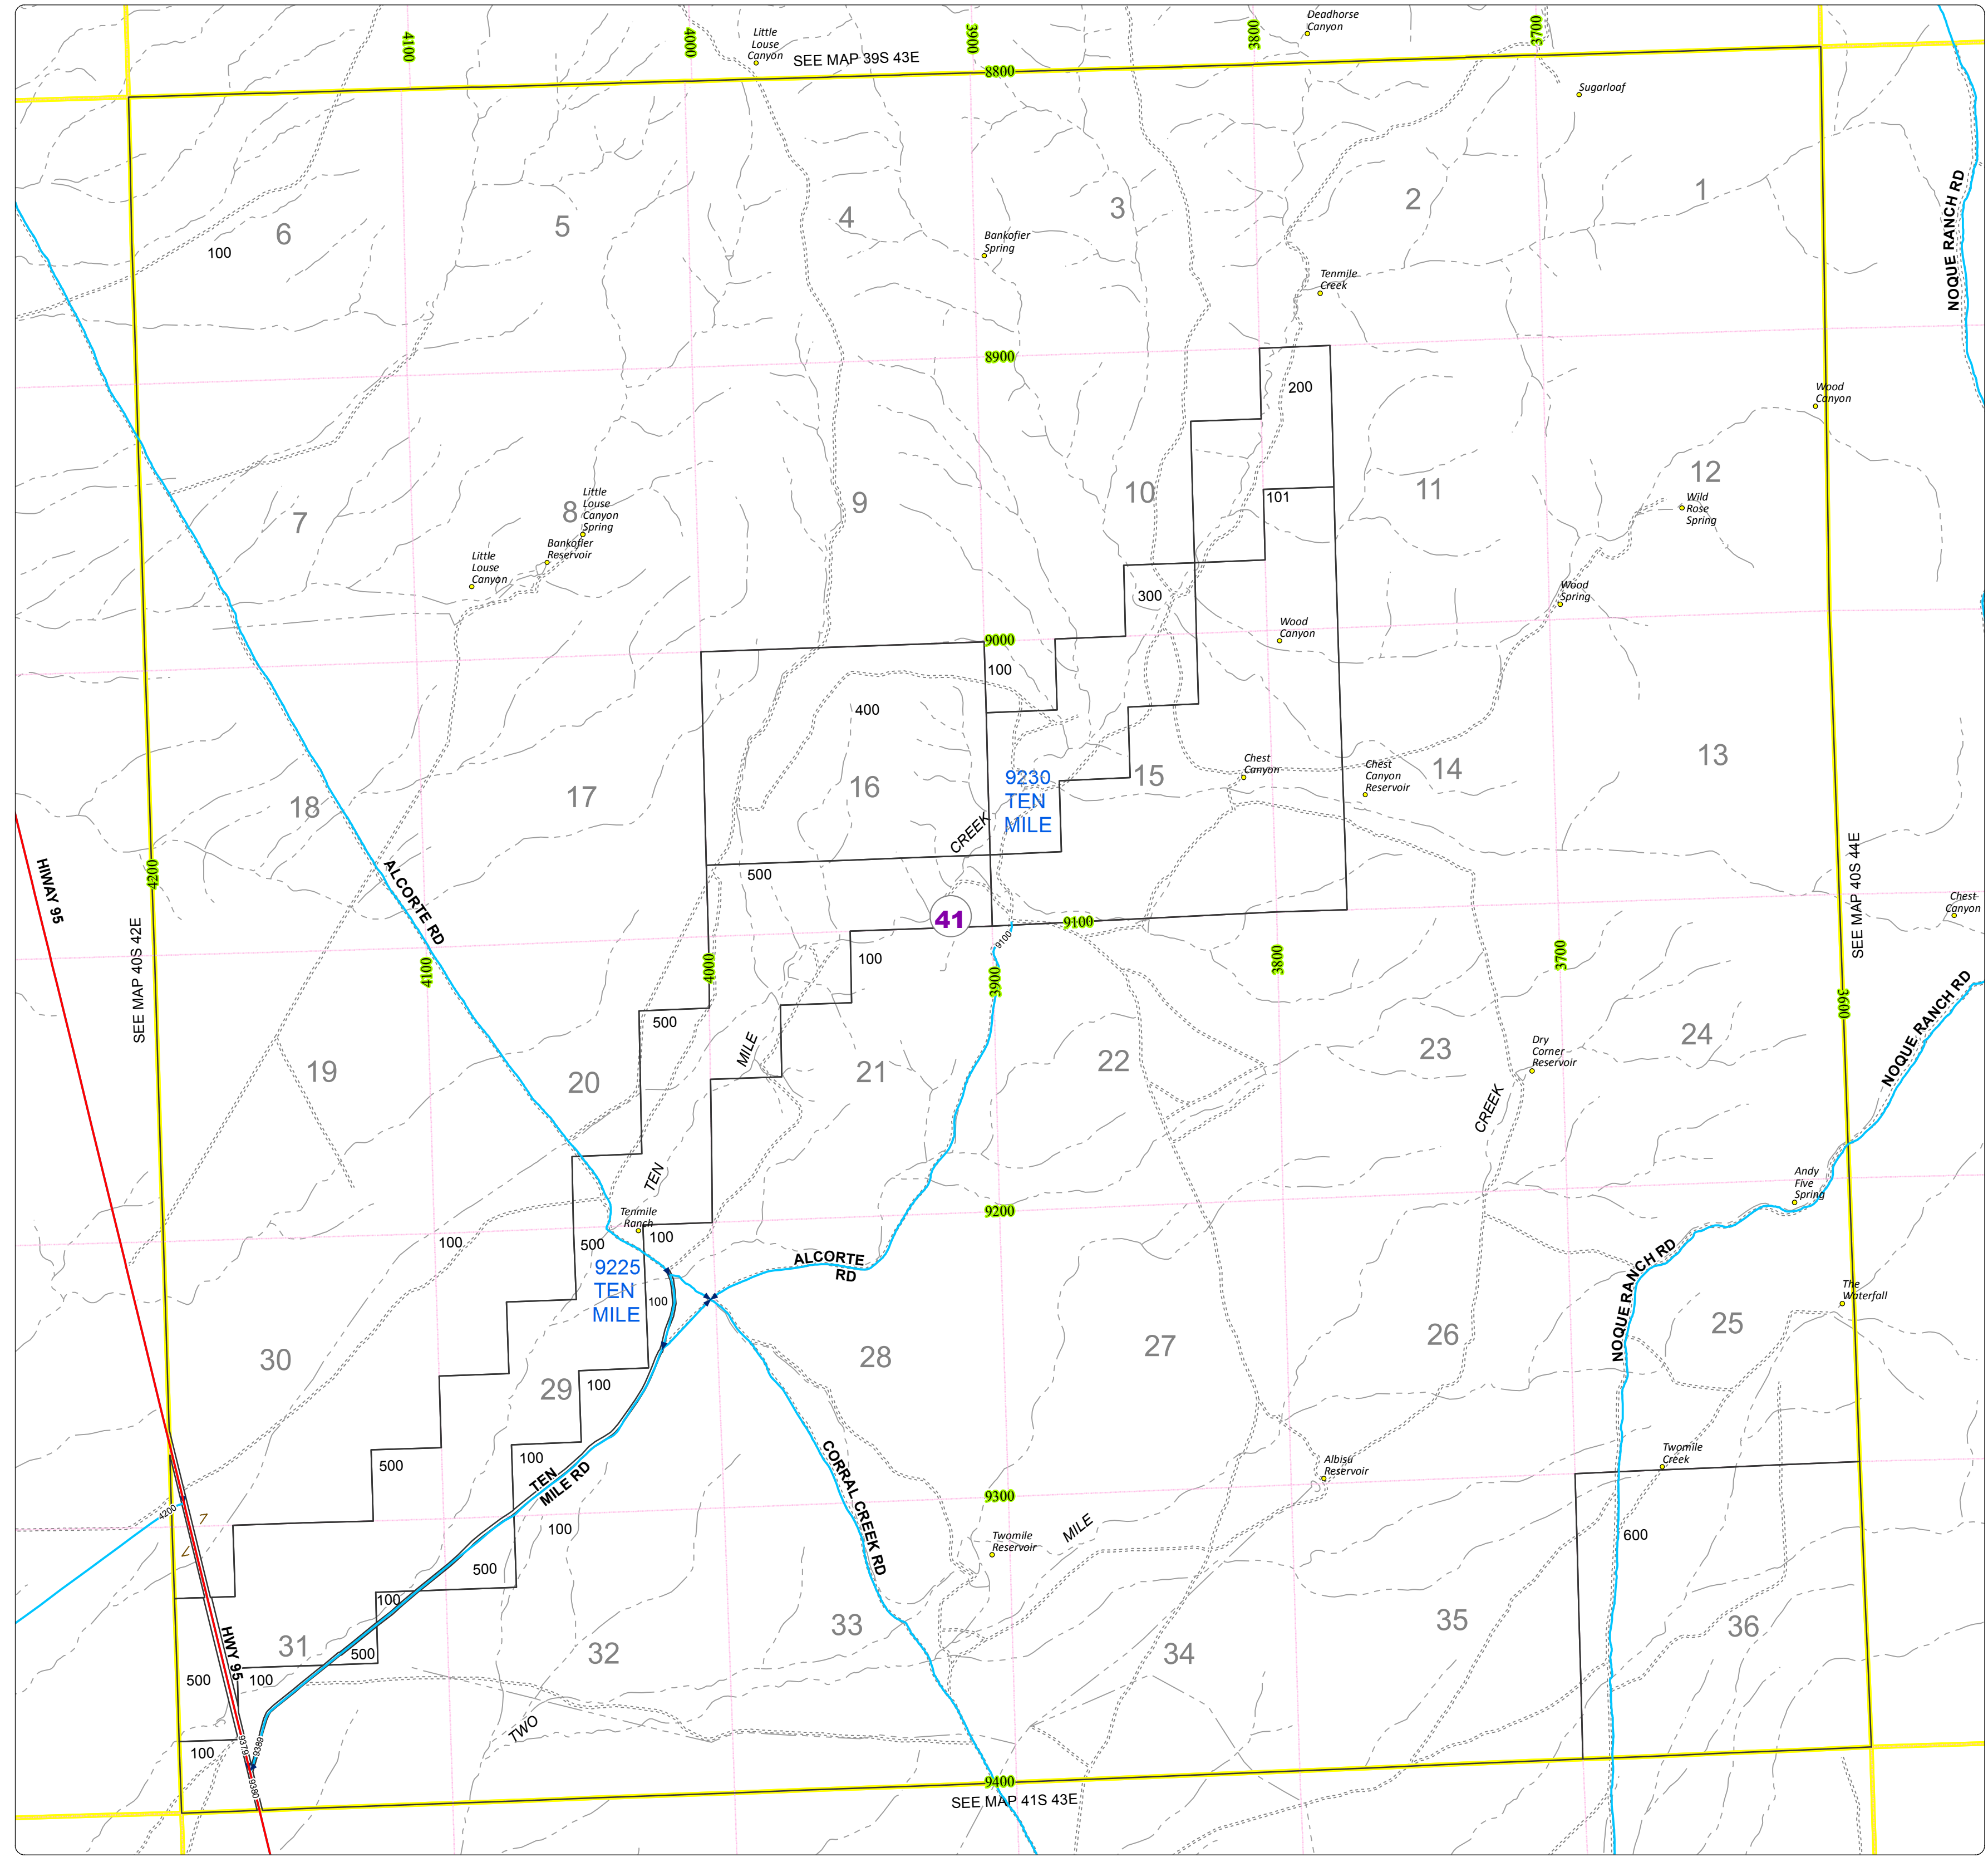 Deadhorse
Canyon
4100
4000
3900
3800
3700
Little
Louse
Canyon
SEE MAP 39S 43E
8800
Sugarloaf
NOQUE RANCH RD
6
5
4
3
2
1
100
Bankofier
Spring
Tenmile
Creek
8900
200
Wood
Canyon
7
8
9
10
11
12
Little
Louse
Canyon
Spring
Bankofier
Reservoir
Little
Louse
Canyon
101
Wild
Rose
Spring
300
Wood
Spring
Wood
Canyon
9000
100
400
18
17
16
15
14
13
9230
TEN
MILE
Chest
Canyon
Chest
Canyon
Reservoir
CREEK
HIWAY 95
4200
ALCORTE RD
500
SEE MAP 40S 42E
SEE MAP 40S 44E
41
9100
9100
Chest
Canyon
100
4100
4000
3900
3800
3700
3600
500
MILE
NOQUE RANCH RD
19
20
21
22
23
24
Dry
Corner
Reservoir
CREEK
TEN
Andy
Five
Spring
Tenmile
Ranch
9200
100
500
100
9225
TEN
MILE
100
ALCORTE
RD
NOQUE RANCH RD
The
Waterfall
30
29
28
27
26
25
100
500
100
TEN
MILE RD
CORRAL CREEK RD
Albisu
Reservoir
Twomile
Creek
9300
4200
100
Twomile
Reservoir
MILE
600
500
100
HWY 95
31
32
33
34
35
36
500
500
100
TWO
100
9379
9389
9380
9400
SEE MAP 41S 43E